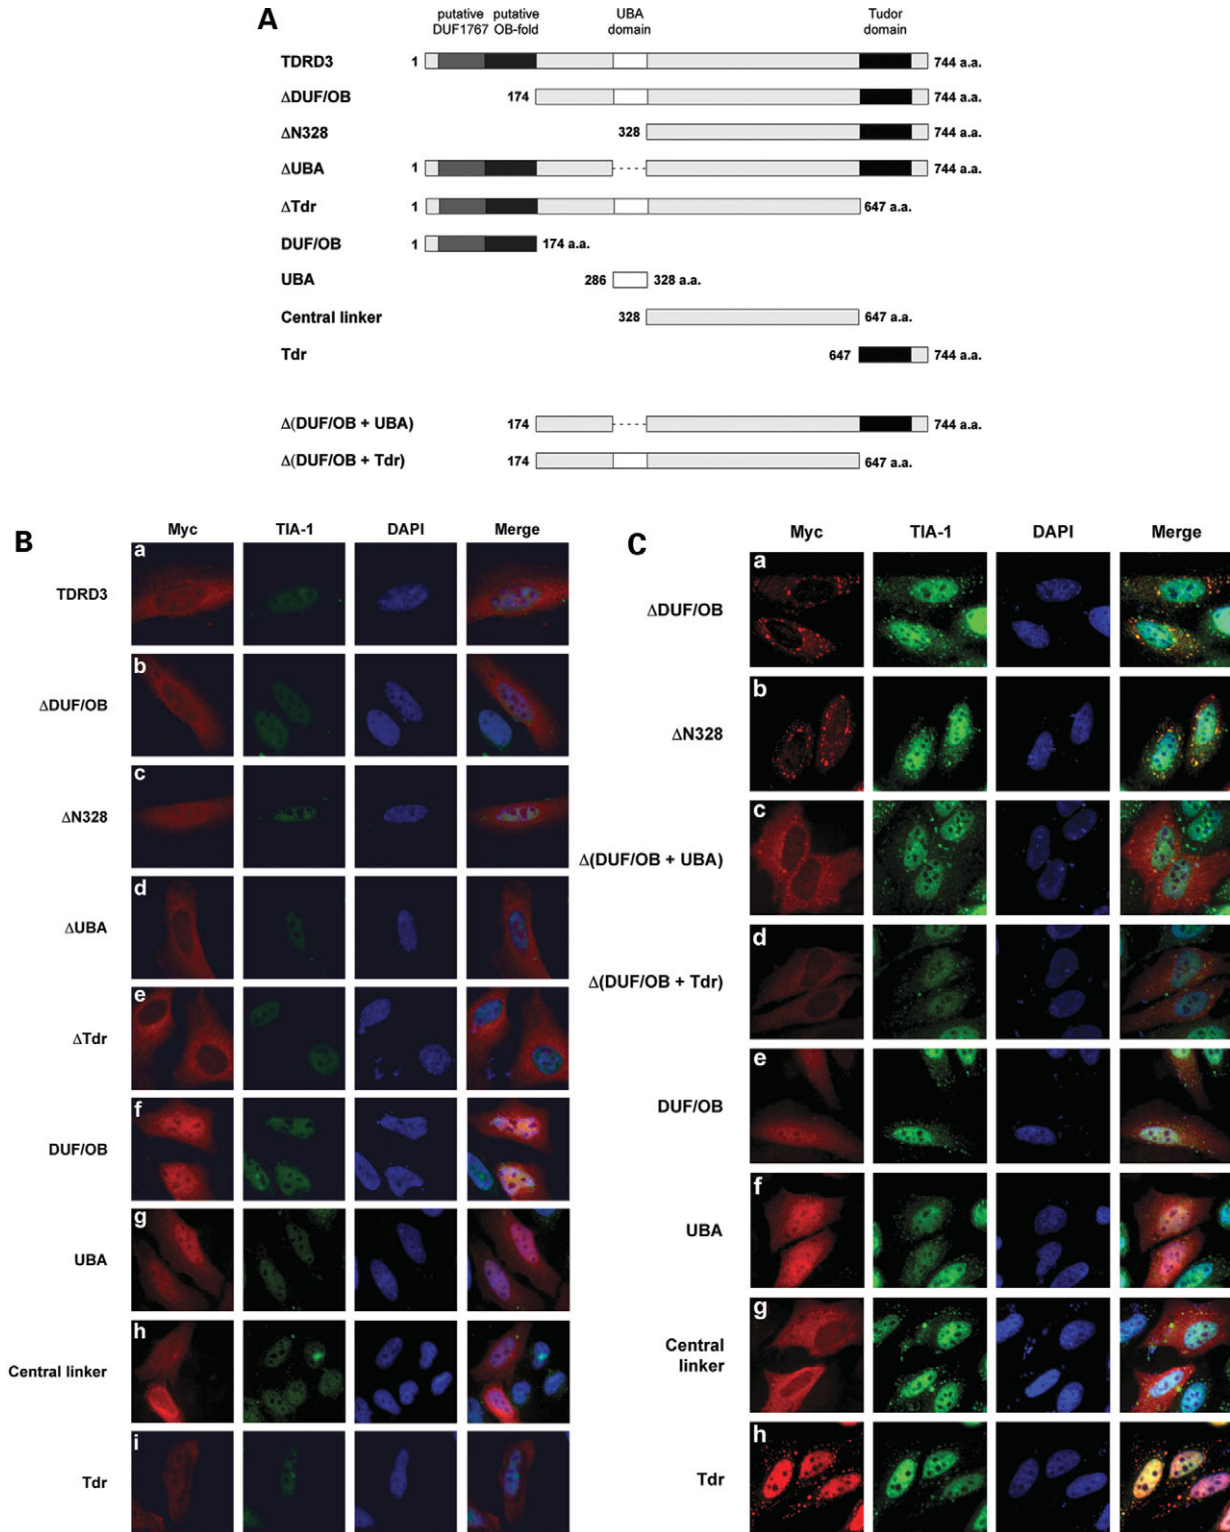 A
putative DUF1767
putative OB-fold
UBA domain
Tudor domain
TDRD3 1 744 a.a.
ΔDUF/OB 174 744 a.a.
ΔN328 328 744 a.a.
ΔUBA 1 744 a.a.
ΔTdr 1 647 a.a.
DUF/OB 1 174 a.a.
UBA 286 328 a.a.
Central linker 328 647 a.a.
Tdr 647 744 a.a.
Δ(DUF/OB + UBA) 174 744 a.a.
Δ(DUF/OB + Tdr) 174 647 a.a.
B
Myc TIA-1 DAPI Merge
a
TDRD3
b
ΔDUF/OB
c
ΔN328
d
ΔUBA
e
ΔTdr
f
DUF/OB
g
UBA
h
Central linker
i
Tdr
C
Myc TIA-1 DAPI Merge
a
ΔDUF/OB
b
ΔN328
c
Δ(DUF/OB + UBA)
d
Δ(DUF/OB + Tdr)
e
DUF/OB
f
UBA
g
Central
linker
h
Tdr